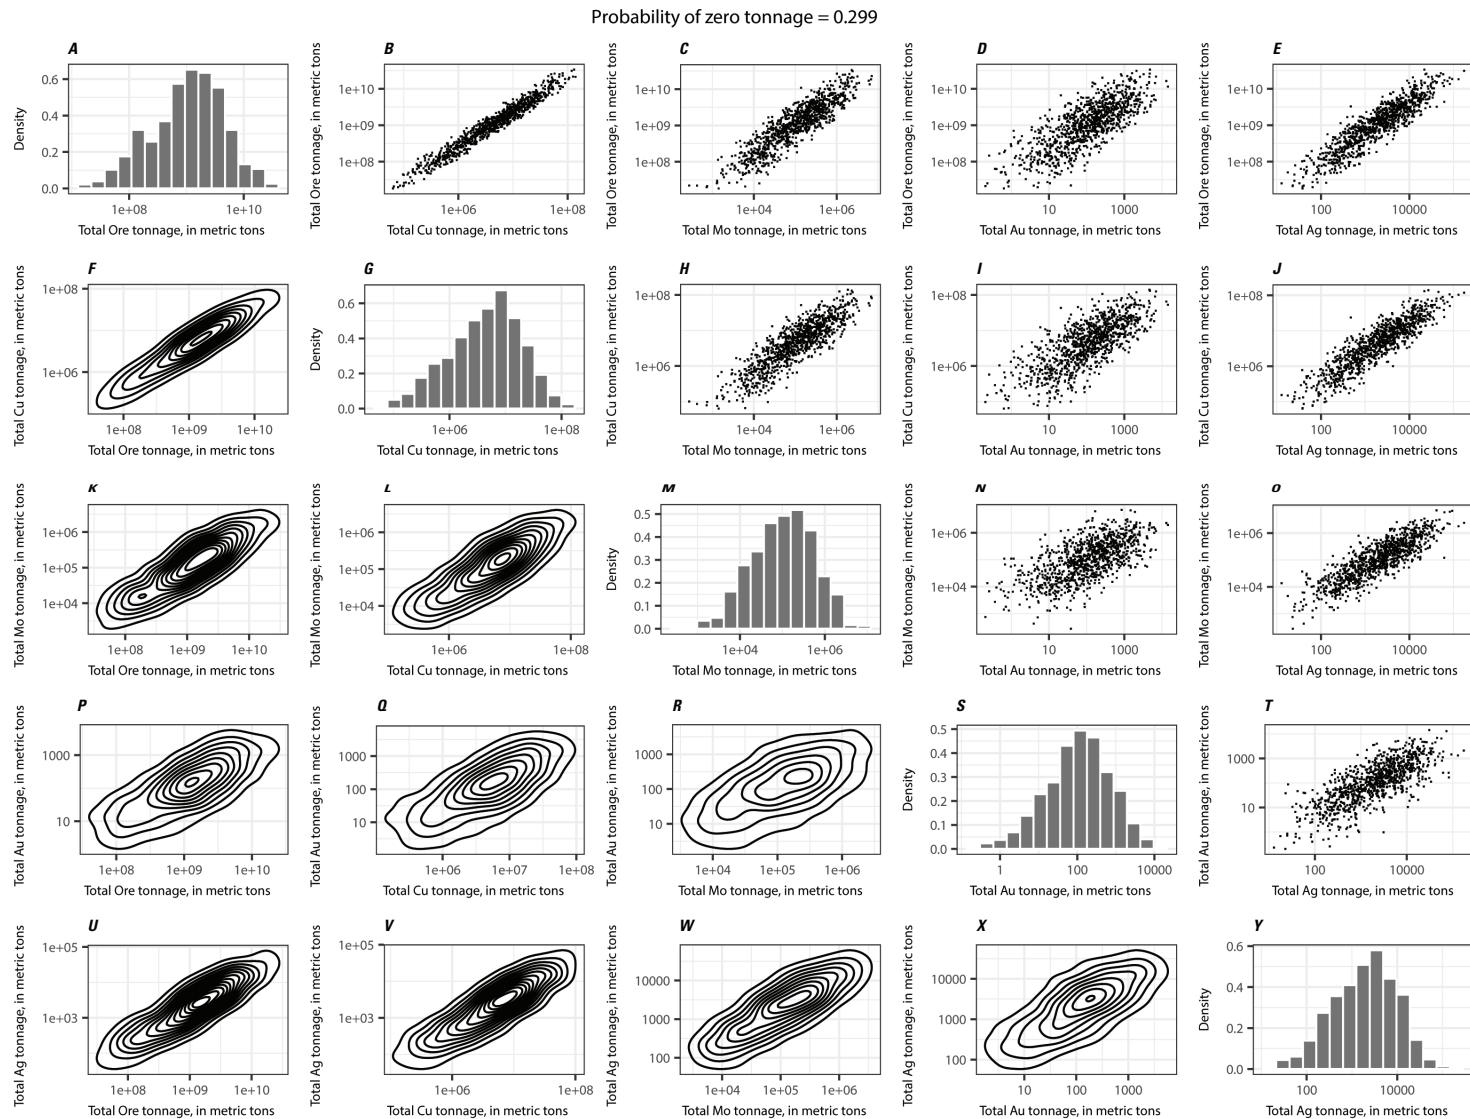 Probability of zero tonnage = 0.299
A
Density
0.6
0.4
0.2
0.0
1e+08 1e+10
Total Ore tonnage, in metric tons
B
Total Ore tonnage, in metric tons
1e+10
1e+09
1e+08
1e+06 1e+08
Total Cu tonnage, in metric tons
C
Total Ore tonnage, in metric tons
1e+10
1e+09
1e+08
1e+04 1e+06
Total Mo tonnage, in metric tons
D
Total Ore tonnage, in metric tons
1e+10
1e+09
1e+08
10 1000
Total Au tonnage, in metric tons
E
Total Ore tonnage, in metric tons
1e+10
1e+09
1e+08
100 10000
Total Ag tonnage, in metric tons
F
Total Cu tonnage, in metric tons
1e+08
1e+06
1e+08 1e+09 1e+10
Total Ore tonnage, in metric tons
G
Density
0.6
0.4
0.2
0.0
1e+06 1e+08
Total Cu tonnage, in metric tons
H
Total Cu tonnage, in metric tons
1e+08
1e+06
1e+04 1e+06
Total Mo tonnage, in metric tons
I
Total Cu tonnage, in metric tons
1e+08
1e+06
10 1000
Total Au tonnage, in metric tons
J
Total Cu tonnage, in metric tons
1e+08
1e+06
100 10000
Total Ag tonnage, in metric tons
K
Total Mo tonnage, in metric tons
1e+06
1e+05
1e+04
1e+08 1e+09 1e+10
Total Ore tonnage, in metric tons
L
Total Mo tonnage, in metric tons
1e+06
1e+05
1e+04
1e+06 1e+08
Total Cu tonnage, in metric tons
M
Density
0.5
0.4
0.3
0.2
0.1
0.0
1e+04 1e+06
Total Mo tonnage, in metric tons
N
Total Mo tonnage, in metric tons
1e+06
1e+04
10 1000
Total Au tonnage, in metric tons
O
Total Mo tonnage, in metric tons
1e+06
1e+04
100 10000
Total Ag tonnage, in metric tons
P
Total Au tonnage, in metric tons
1000
10
1e+08 1e+09 1e+10
Total Ore tonnage, in metric tons
Q
Total Au tonnage, in metric tons
1000
100
10
1e+06 1e+07 1e+08
Total Cu tonnage, in metric tons
R
Total Au tonnage, in metric tons
1000
100
10
1e+04 1e+05 1e+06
Total Mo tonnage, in metric tons
S
Density
0.5
0.4
0.3
0.2
0.1
0.0
1 100 10000
Total Au tonnage, in metric tons
T
Total Au tonnage, in metric tons
1000
10
100 10000
Total Ag tonnage, in metric tons
U
Total Ag tonnage, in metric tons
1e+05
1e+03
1e+08 1e+09 1e+10
Total Ore tonnage, in metric tons
V
Total Ag tonnage, in metric tons
1e+05
1e+03
1e+06 1e+08
Total Cu tonnage, in metric tons
W
Total Ag tonnage, in metric tons
10000
1000
100
1e+04 1e+05 1e+06
Total Mo tonnage, in metric tons
X
Total Ag tonnage, in metric tons
10000
1000
100
10 100 1000
Total Au tonnage, in metric tons
Y
Density
0.6
0.4
0.2
0.0
100 10000
Total Ag tonnage, in metric tons